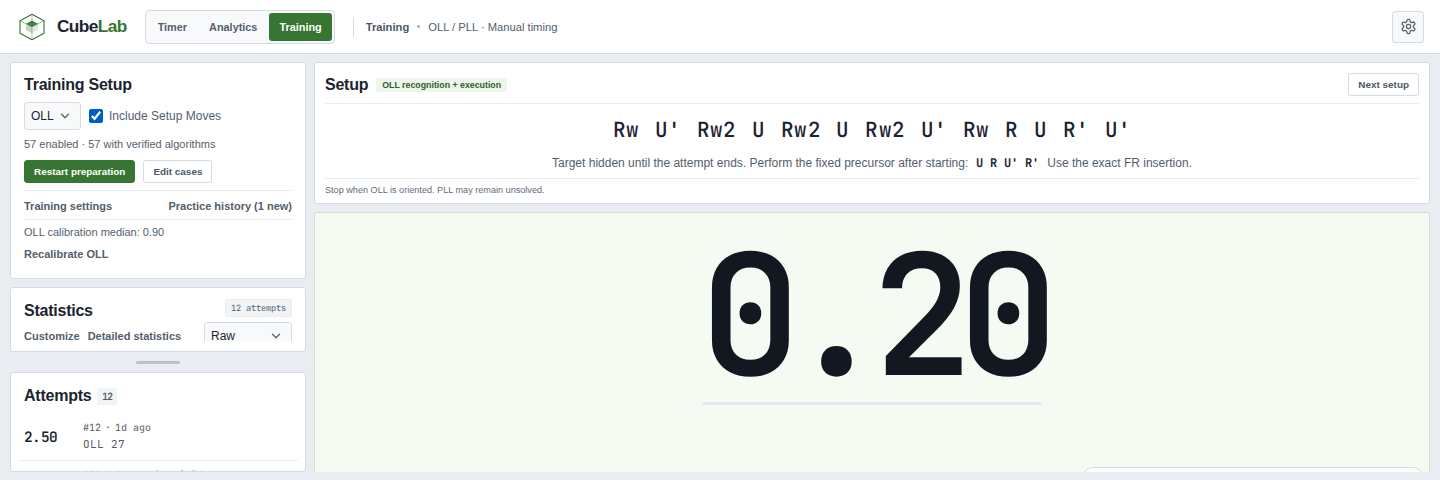 CubeLab
Timer Analytics Training
Training • OLL / PLL · Manual timing
Training Setup
OLL Include Setup Moves
57 enabled · 57 with verified algorithms
Restart preparation Edit cases
Training settings Practice history (1 new)
OLL calibration median: 0.90
Recalibrate OLL
Statistics 12 attempts
Customize Detailed statistics Raw
Attempts 12
2.50 #12 · 1d ago
OLL 27
Setup OLL recognition + execution Next setup
Rw U' Rw2 U Rw2 U Rw2 U' Rw R U R' U'
Target hidden until the attempt ends. Perform the fixed precursor after starting: U R U' R' Use the exact FR insertion.
Stop when OLL is oriented. PLL may remain unsolved.
0.20